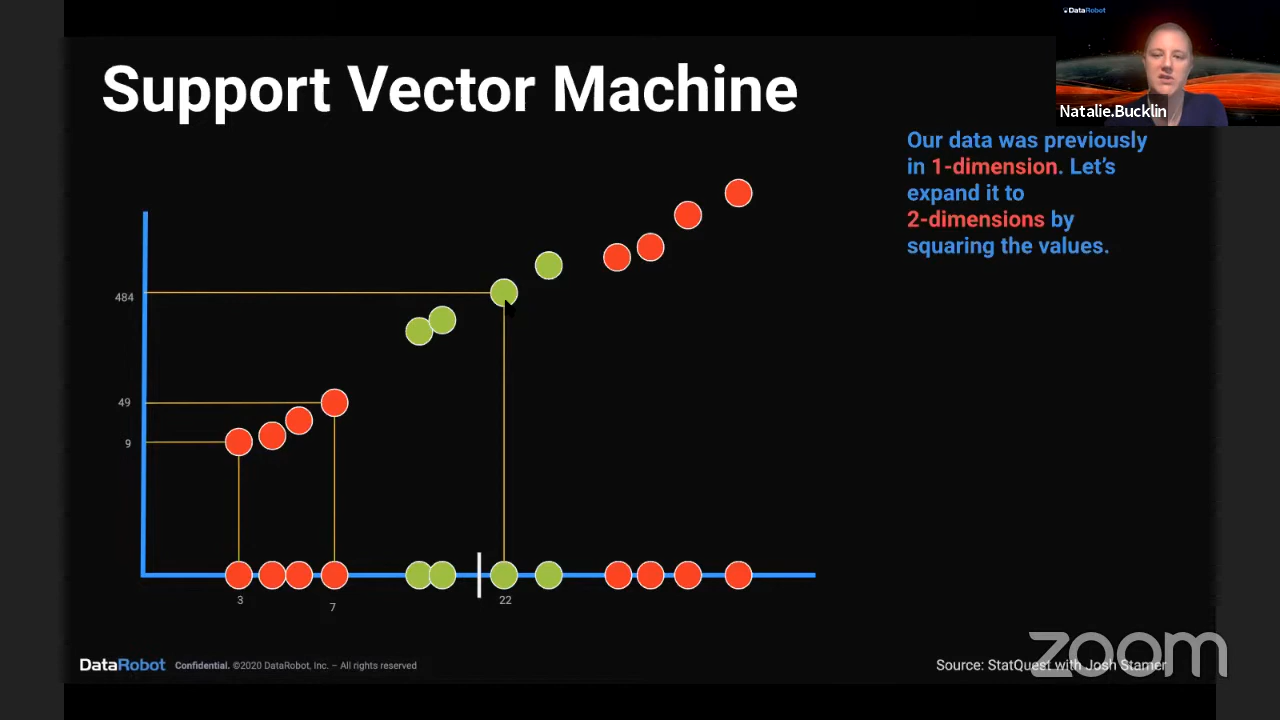 DataRobot
Support Vector Machine
Natalie.Bucklin
Our data was previously
in 1-dimension. Let's
expand it to
2-dimensions by
squaring the values.
484
49
9
3
7
22
DataRobot Confidential. ©2020 DataRobot, Inc. – All rights reserved
Source: StatQuest with Josh Starmer
zoom